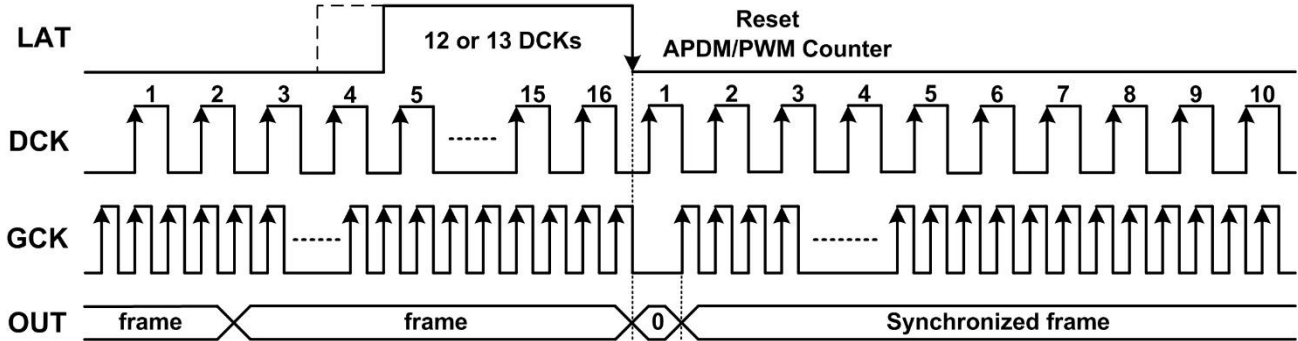 LAT
12 or 13 DCKs
Reset
APDM/PWM Counter
DCK
1 2 3 4 5 15 16 1 2 3 4 5 6 7 8 9 10
GCK
OUT
frame frame 0 Synchronized frame